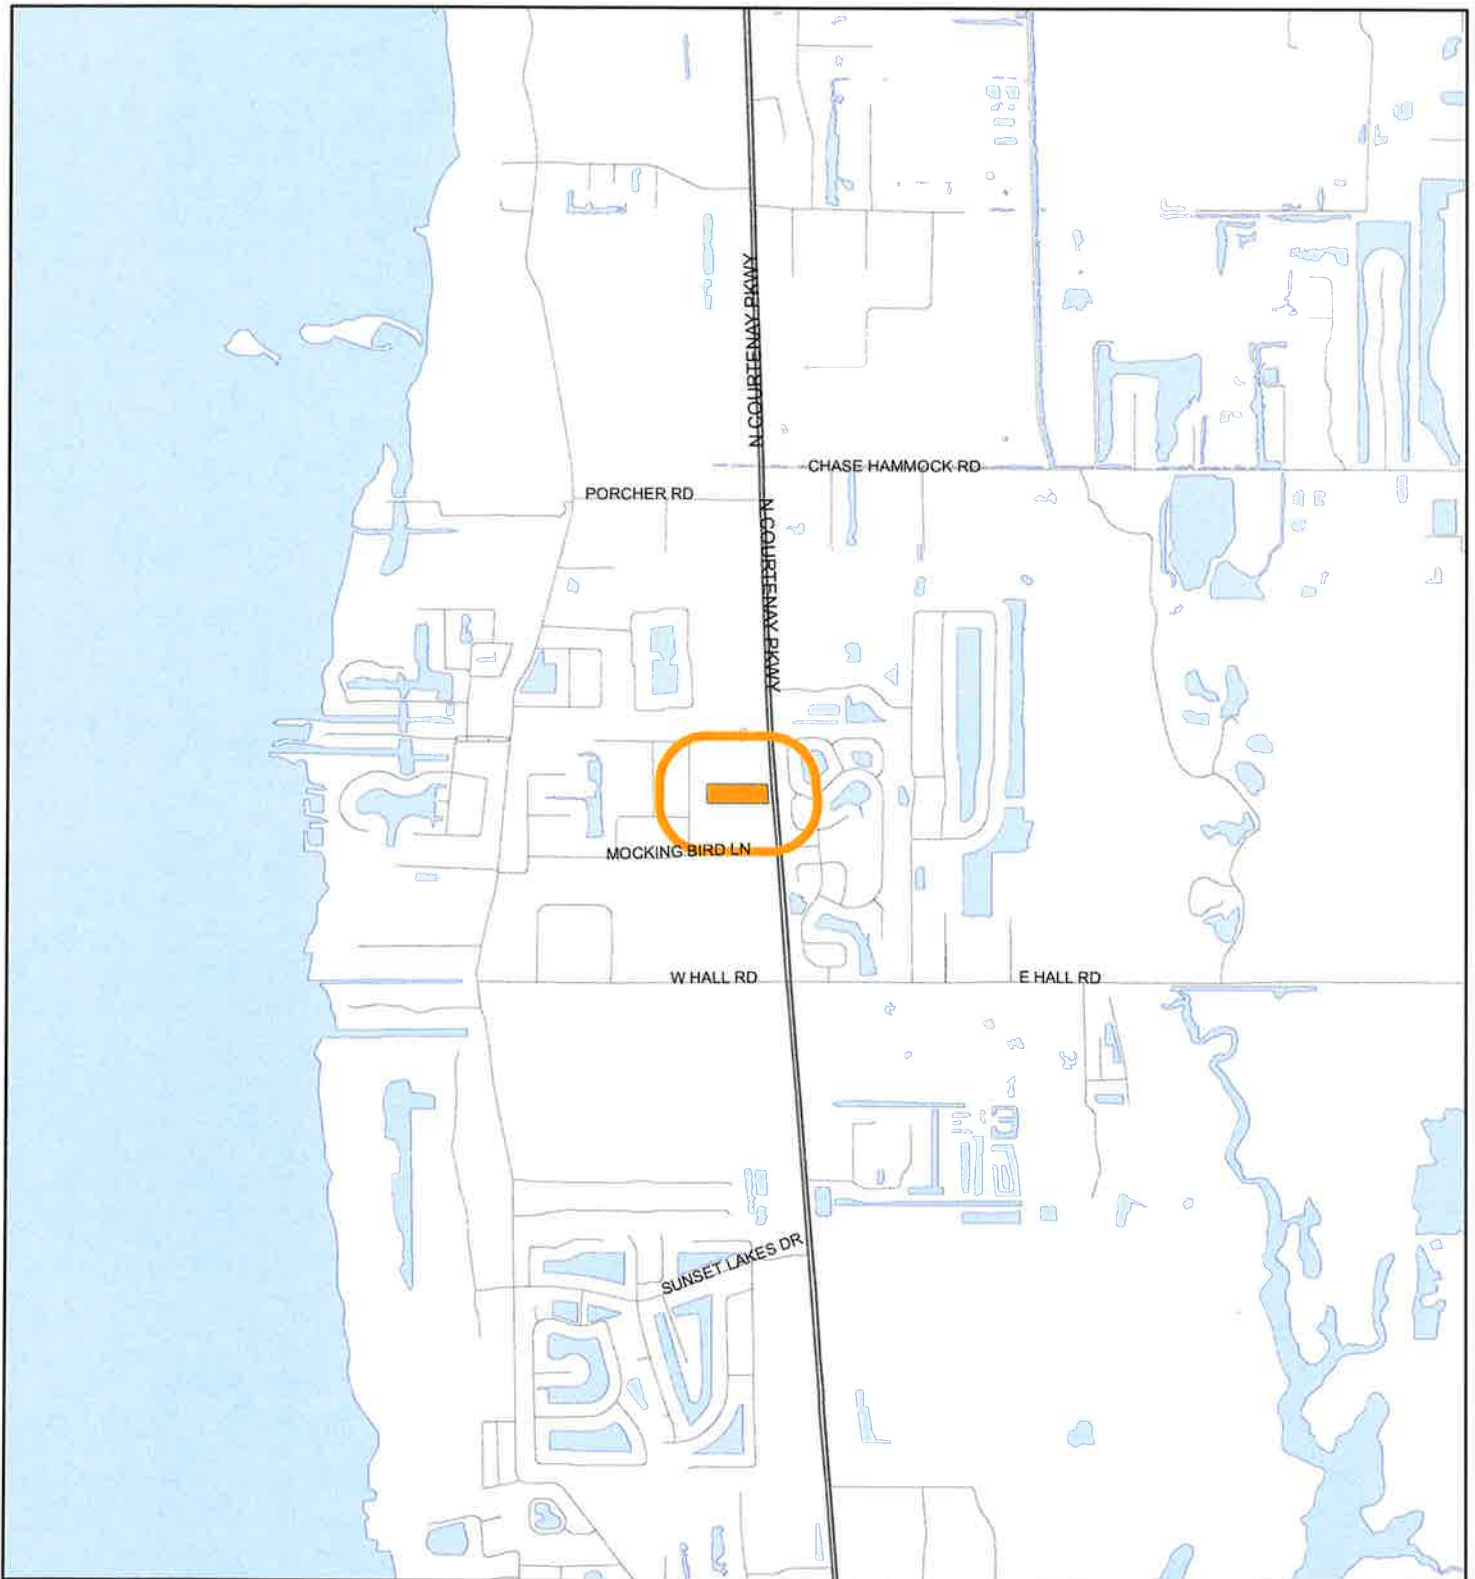 N COURTENAY PKWY
CHASE HAMMOCK RD
PORCHER RD
N COURTENAY PKWY
MOCKING BIRD LN
W HALL RD
E HALL RD
SUNSET LAKES DR